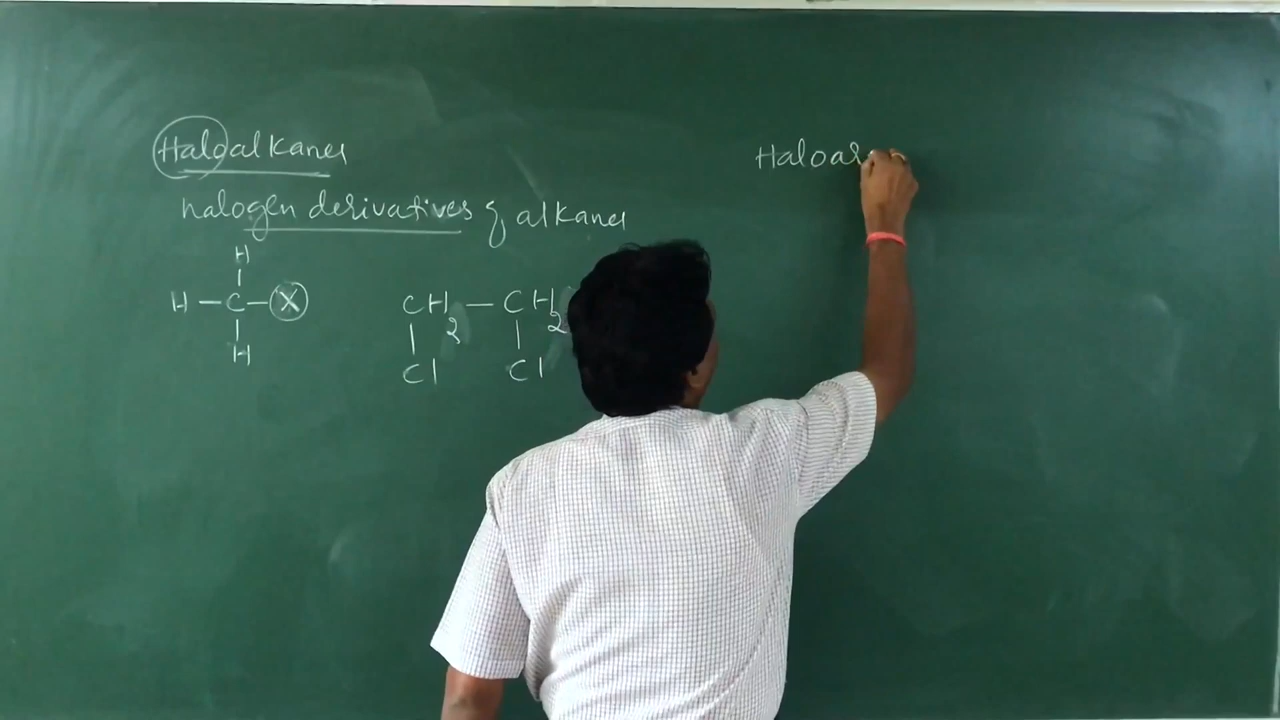 Haloalkanes
halogen derivatives of alkanes
H
H — C — X
H
CH2 — CH2
Cl Cl
Haloar